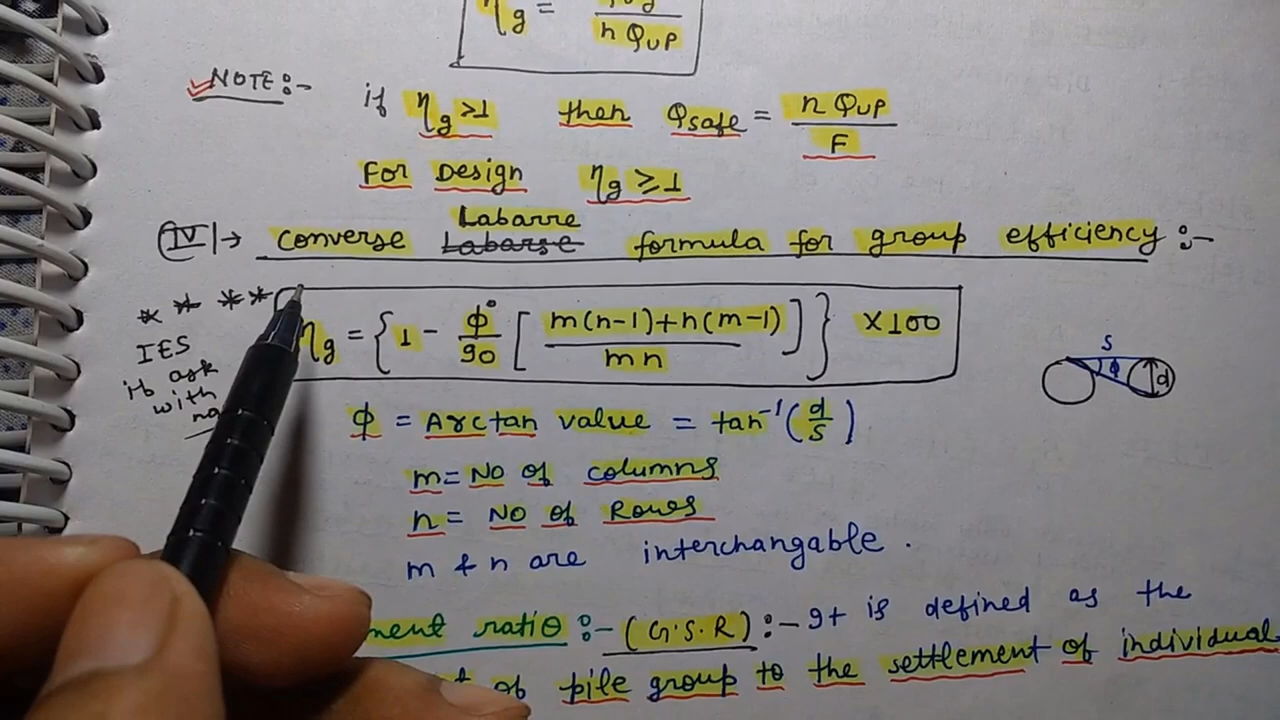 ηg =
n QUP
NOTE:- if ηg >1 then Qsafe = n QUP / F
For Design ηg ≥ 1
Labarre
(IV)→ converse Labarse formula for group efficiency :-
* * **
ηg = { 1 - ϕ° / 90 [ m(n-1)+n(m-1) / mn ] } X100
IES
it ask
with
S
ϕ
d
ϕ = Arctan value = tan⁻¹(d/s)
m = No of columns
n = No of Rows
m & n are interchangable.
ment ratio :- (G.S.R) :- It is defined as the
of pile group to the settlement of individual